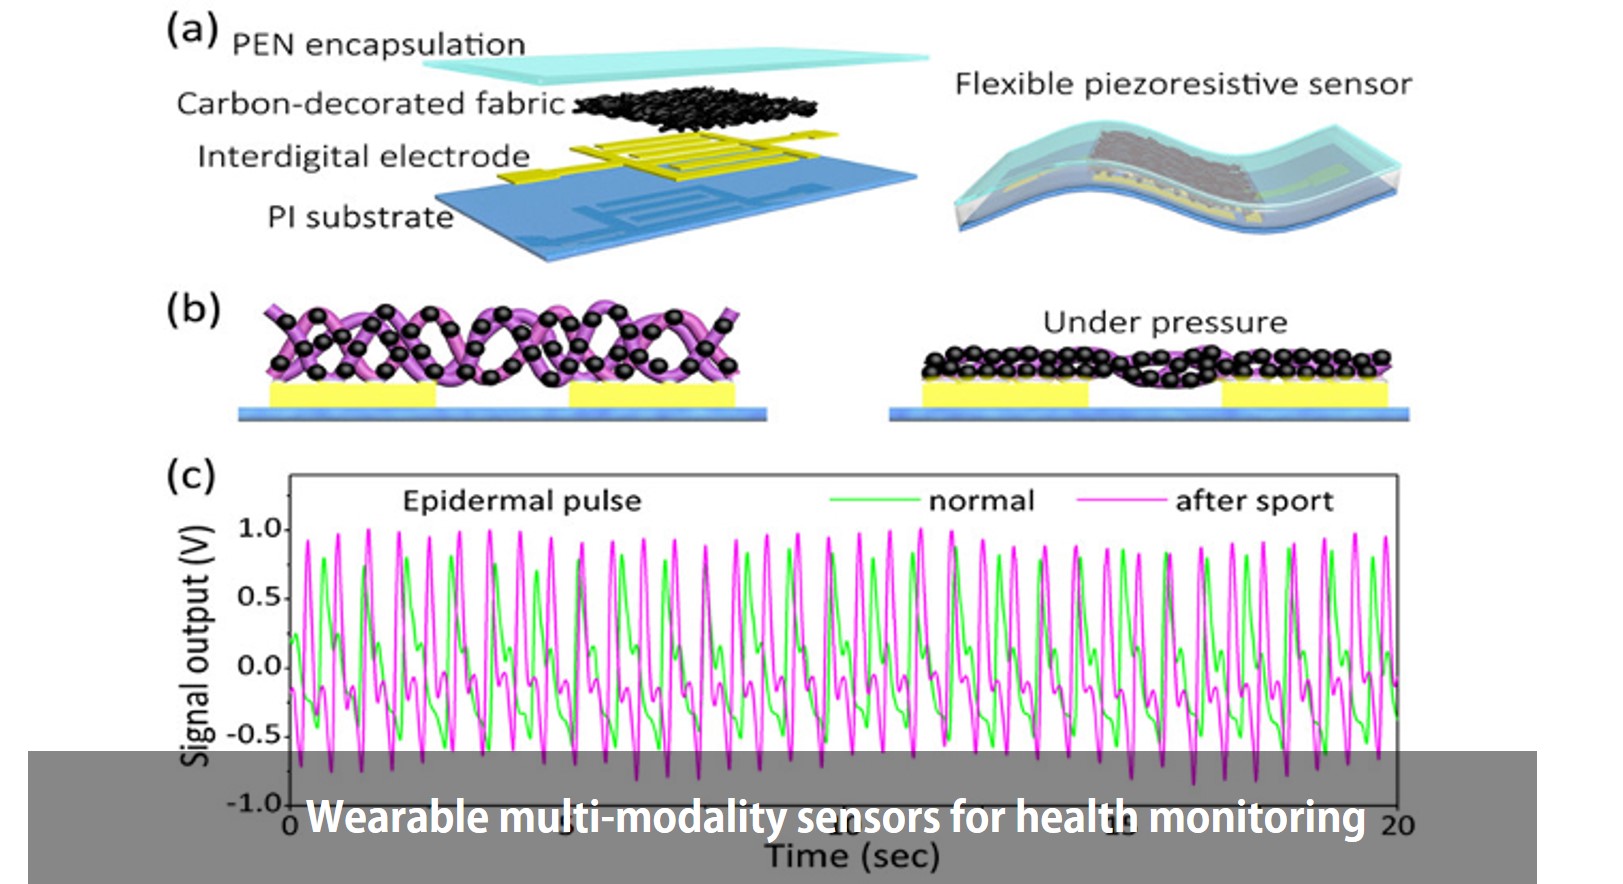 (a)
PEN encapsulation
Carbon-decorated fabric
Interdigital electrode
PI substrate
Flexible piezoresistive sensor
(b)
Under pressure
(c)
Epidermal pulse
normal
after sport
Signal output (V)
1.0
0.5
0.0
-0.5
-1.0
0 5 10 15 20
Time (sec)
Wearable multi-modality sensors for health monitoring